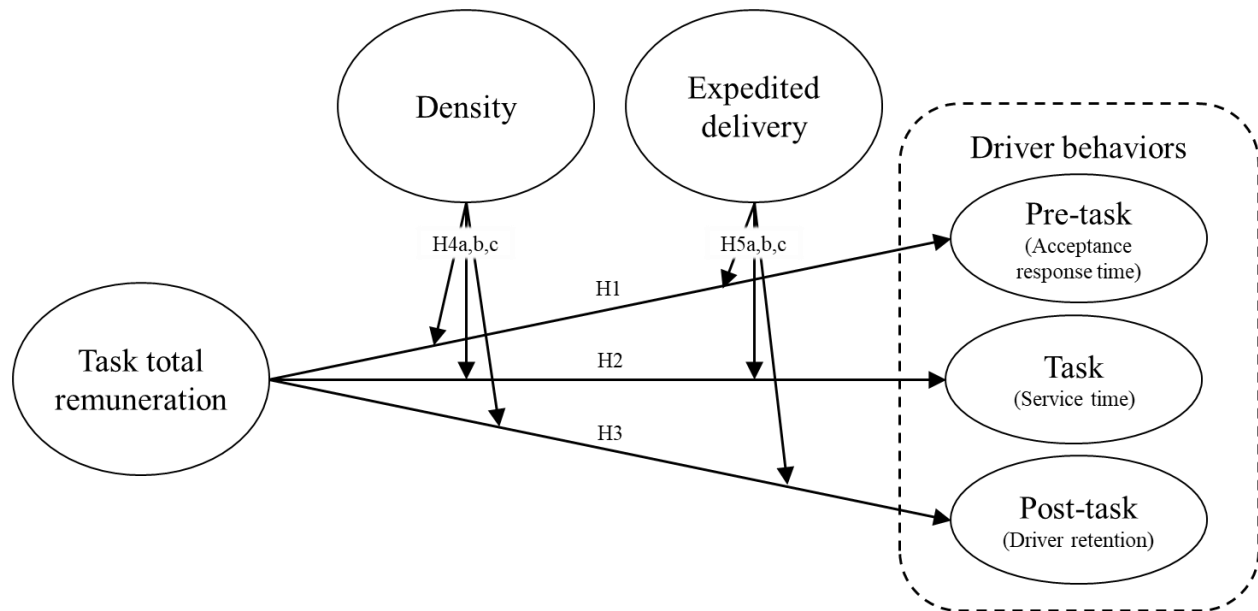 Density
Expedited
delivery
Driver behaviors
Pre-task
(Acceptance
response time)
H4a,b,c
H5a,b,c
H1
Task total
remuneration
H2
Task
(Service time)
H3
Post-task
(Driver retention)